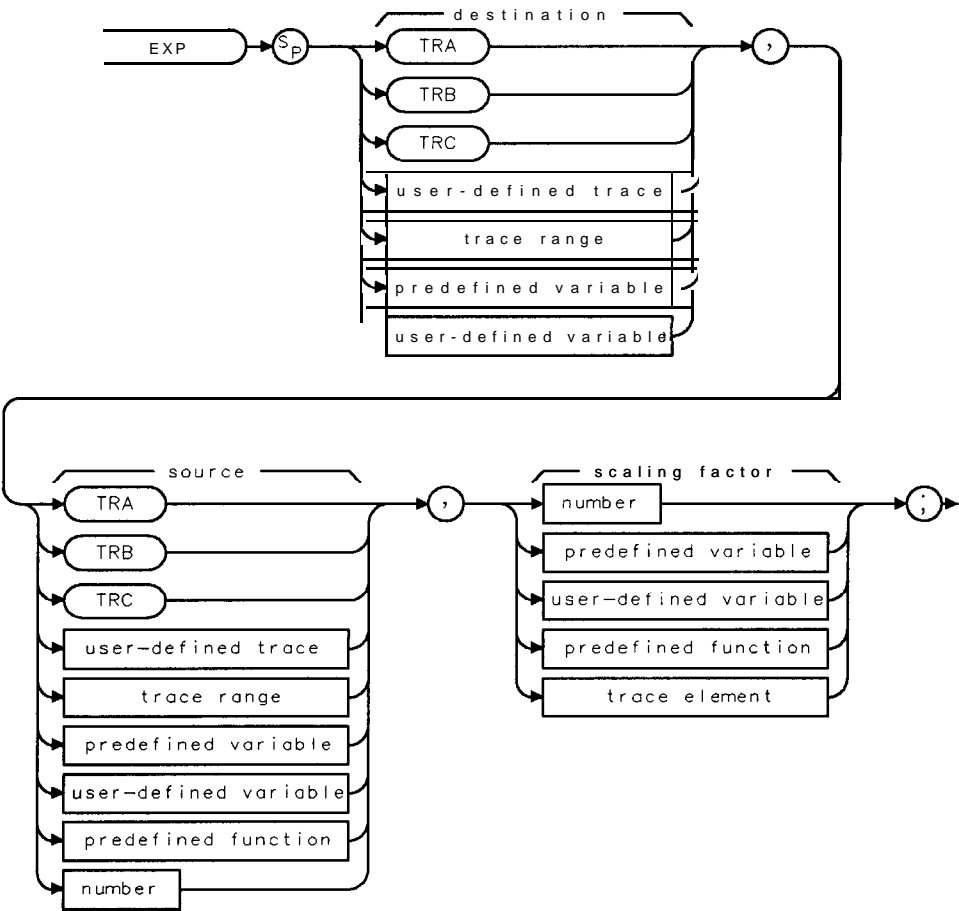 destination
EXP
SP
TRA
,
TRB
TRC
user-defined trace
trace range
predefined variable
user-defined variable
source
TRA
,
TRB
TRC
user-defined trace
trace range
predefined variable
user-defined variable
predefined function
number
scaling factor
number
;
predefined variable
user-defined variable
predefined function
trace element